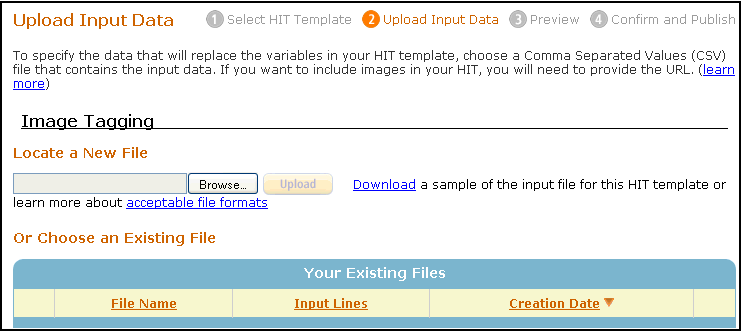 Upload Input Data 1 Select HIT Template 2 Upload Input Data 3 Preview 4 Confirm and Publish
To specify the data that will replace the variables in your HIT template, choose a Comma Separated Values (CSV)
file that contains the input data. If you want to include images in your HIT, you will need to provide the URL. (learn
more)
Image Tagging
Locate a New File
Browse... Upload Download a sample of the input file for this HIT template or
learn more about acceptable file formats
Or Choose an Existing File
Your Existing Files
File Name Input Lines Creation Date